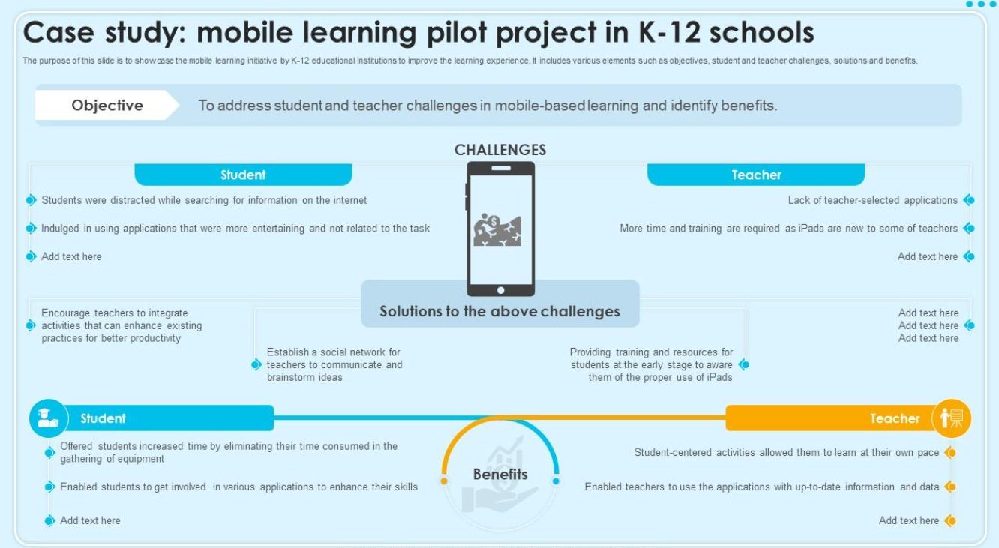 Case study: mobile learning pilot project in K-12 schools
The purpose of this slide is to showcase the mobile learning initiative by K-12 educational institutions to improve the learning experience. It includes various elements such as objectives, student and teacher challenges, solutions and benefits.
Objective
To address student and teacher challenges in mobile-based learning and identify benefits.
CHALLENGES
Student
Students were distracted while searching for information on the internet
Indulged in using applications that were more entertaining and not related to the task
Add text here
Teacher
Lack of teacher-selected applications
More time and training are required as iPads are new to some of teachers
Add text here
$
Solutions to the above challenges
Encourage teachers to integrate
activities that can enhance existing
practices for better productivity
Establish a social network for
teachers to communicate and
brainstorm ideas
Providing training and resources for
students at the early stage to aware
them of the proper use of iPads
Add text here
Add text here
Add text here
Student
Offered students increased time by eliminating their time consumed in the
gathering of equipment
Enabled students to get involved in various applications to enhance their skills
Add text here
Benefits
Teacher
Student-centered activities allowed them to learn at their own pace
Enabled teachers to use the applications with up-to-date information and data
Add text here